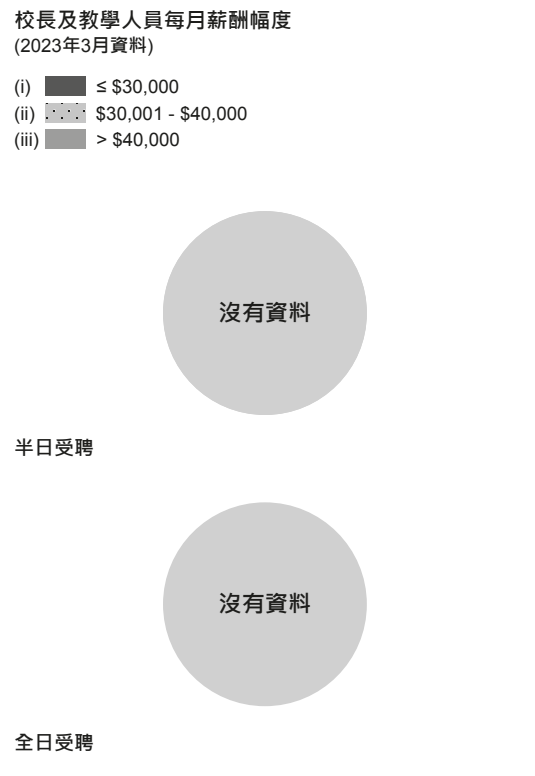 校長及教學人員每月薪酬幅度
(2023年3月資料)
(i) ≤ $30,000
(ii) $30,001 - $40,000
(iii) > $40,000
沒有資料
半日受聘
沒有資料
全日受聘